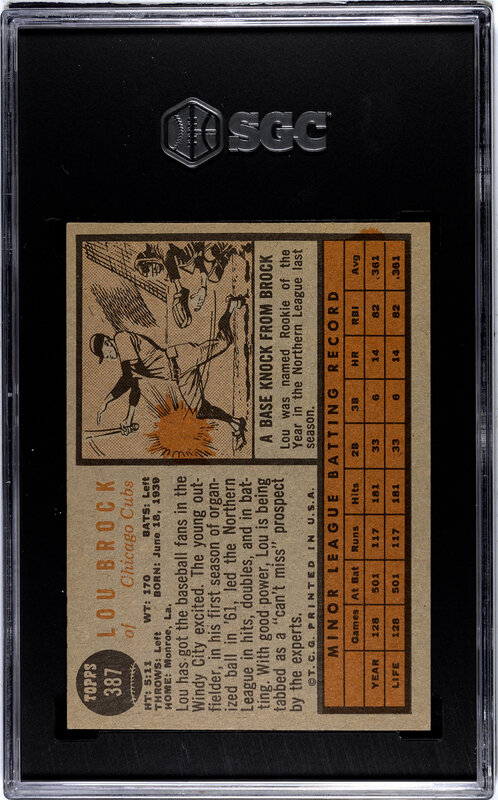 SGC
TOPPS
387
LOU BROCK
of Chicago Cubs
HT: 5:11 WT: 170 BATS: Left
THROWS: Left BORN: June 18, 1939
HOME: Monroe, La.
Lou has got the baseball fans in the
Windy City excited. The young out-
fielder, in his first season of organ-
ized ball in '61, led the Northern
League in hits, doubles, and in bat-
ting. With good power, Lou is being
tabbed as a "can't miss" prospect
by the experts.
©T.C.G. PRINTED IN U.S.A.
A BASE KNOCK FROM BROCK
Lou was named Rookie of the
Year in the Northern League last
season.
MINOR LEAGUE BATTING RECORD
Games At Bat Runs Hits 2B 3B HR RBI Avg
YEAR 128 501 117 181 33 6 14 82 .361
LIFE 128 501 117 181 33 6 14 82 .361